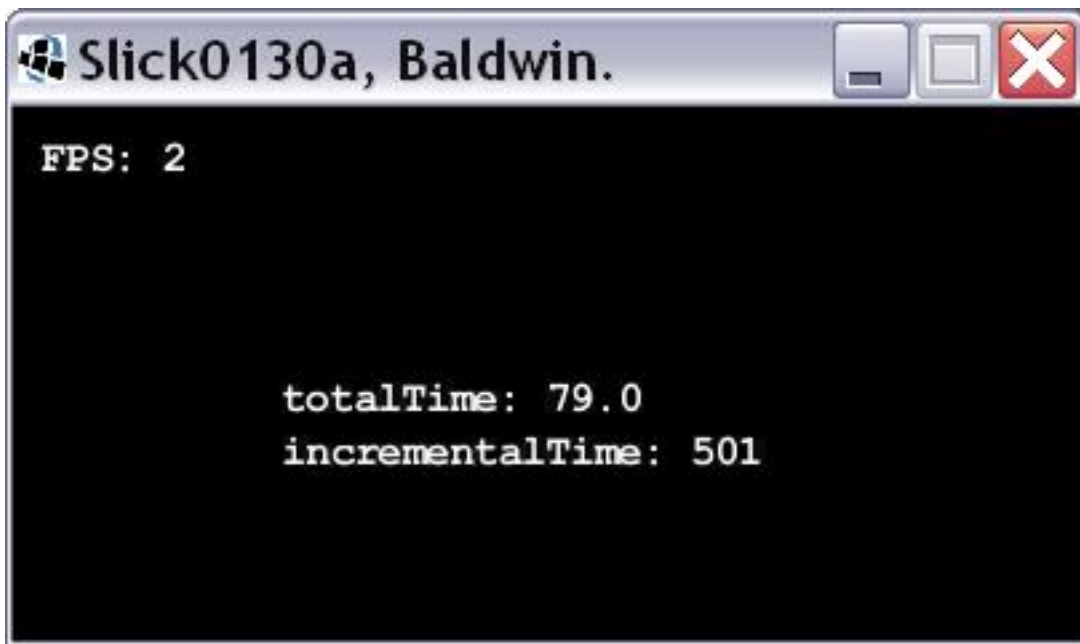 Slick0130a, Baldwin.
FPS: 2
totalTime: 79.0
incrementalTime: 501